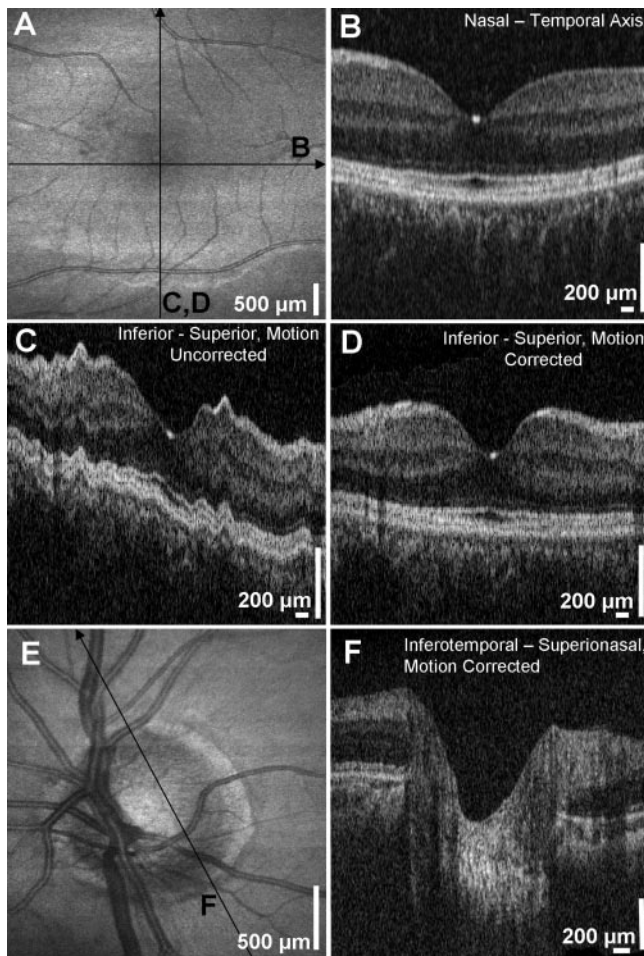 A
B
C,D
500 µm
B
Nasal – Temporal Axis
200 µm
C
Inferior - Superior, Motion
Uncorrected
200 µm
D
Inferior - Superior, Motion
Corrected
200 µm
E
F
500 µm
F
Inferotemporal – Superionasal,
Motion Corrected
200 µm